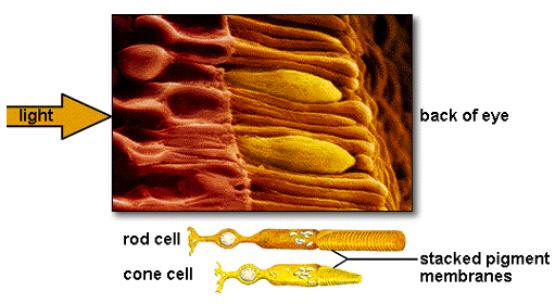 light
back of eye
rod cell
cone cell
stacked pigment
membranes